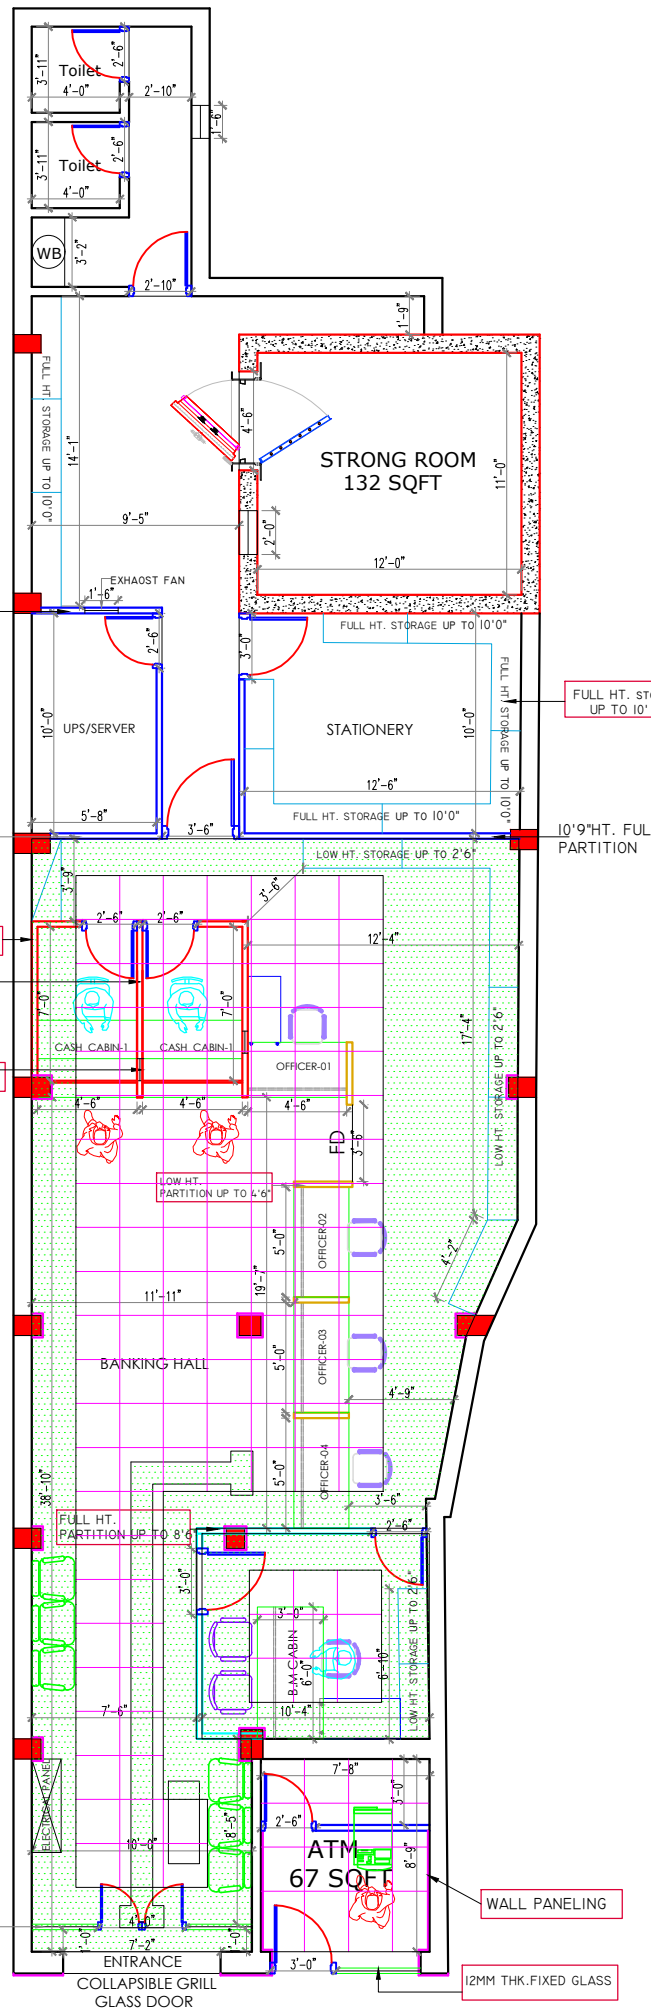 3'-11"
2'-6"
Toilet
4'-0"
2'-10"
1'-6"
3'-11"
2'-6"
Toilet
4'-0"
WB
3'-2"
2'-10"
1'-9"
FULL HT. STORAGE UP TO 10'0"
14'-1"
4'-6"
STRONG ROOM
132 SQFT
11'-0"
9'-5"
2'-0"
12'-0"
EXHAOST FAN
1'-6"
2'-6"
3'-0"
FULL HT. STORAGE UP TO 10'0"
FULL HT. STORAGE UP TO 10'0"
UP TO 10'
10'-0"
UPS/SERVER
STATIONERY
10'-0"
12'-6"
5'-8"
3'-6"
FULL HT. STORAGE UP TO 10'0"
10'9"HT. FUL
PARTITION
3'-9"
LOW HT. STORAGE UP TO 2'6"
3'-6"
2'-6"
2'-6"
12'-4"
7'-0"
7'-0"
17'-4"
LOW HT. STORAGE UP TO 2'6"
CASH CABIN-1
CASH CABIN-1
OFFICER-01
4'-6"
4'-6"
4'-6"
FD
3'-6"
LOW HT.
PARTITION UP TO 4'6"
5'-0"
OFFICER-02
19'-7"
4'-2"
11'-11"
BANKING HALL
5'-0"
OFFICER-03
4'-9"
38'-10"
5'-0"
OFFICER-04
3'-6"
FULL HT.
PARTITION UP TO 8'6
2'-6"
3'-0"
3'-0"
B.M.CABIN
6'-0"
6'-10"
LOW HT. STORAGE UP TO 2'6"
7'-6"
10'-4"
ELECTRICAL PANEL
7'-8"
3'-0"
8'-5"
2'-6"
10'-0"
ATM
67 SQFT
8'-9"
WALL PANELING
4'-0"
1'-0"
7'-2"
1'-0"
ENTRANCE
3'-0"
COLLAPSIBLE GRILL
GLASS DOOR
12MM THK.FIXED GLASS